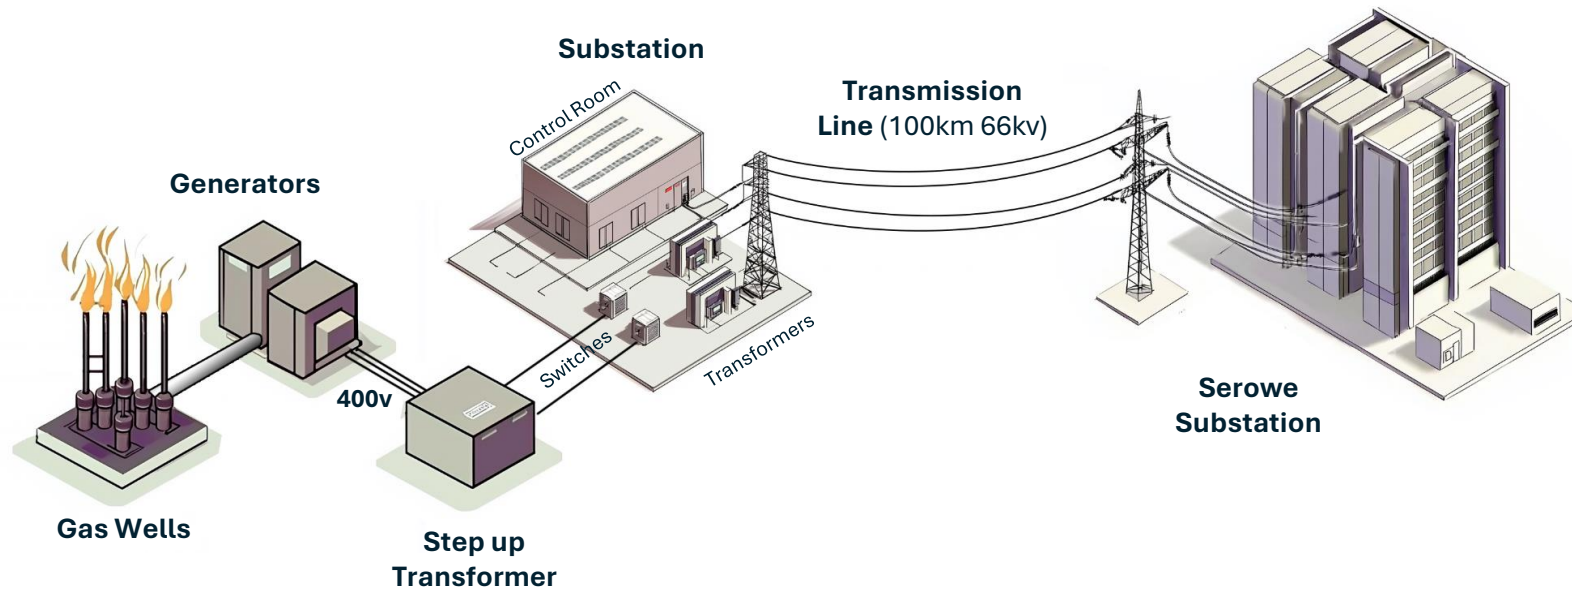 Substation
Control Room
Transmission
Line (100km 66kv)
Generators
400v
Switches
Transformers
Serowe
Substation
Gas Wells
Step up
Transformer